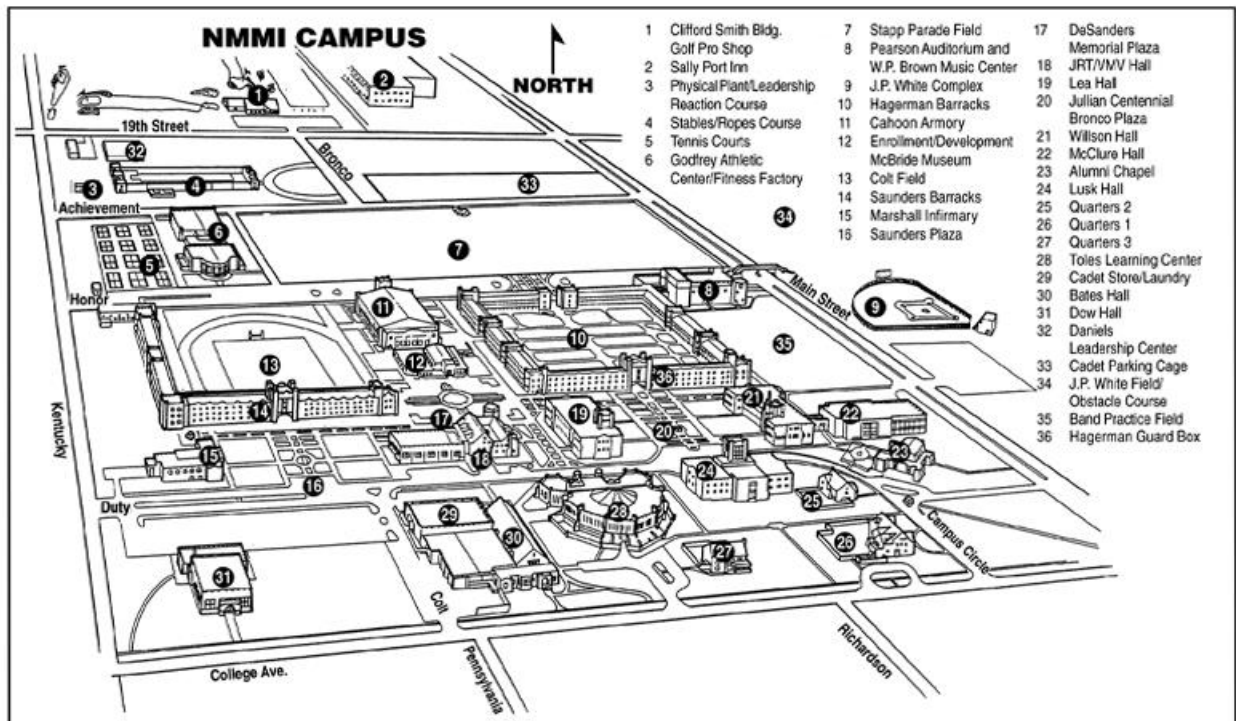 NMMI CAMPUS
NORTH
1 Clifford Smith Bldg.
Golf Pro Shop
2 Sally Port Inn
3 Physical Plant/Leadership
Reaction Course
4 Stables/Ropes Course
5 Tennis Courts
6 Godfrey Athletic
Center/Fitness Factory
7 Stapp Parade Field
8 Pearson Auditorium and
W.P. Brown Music Center
9 J.P. White Complex
10 Hagerman Barracks
11 Cahoon Armory
12 Enrollment/Development
McBride Museum
13 Colt Field
14 Saunders Barracks
15 Marshall Infirmary
16 Saunders Plaza
17 DeSanders
Memorial Plaza
18 JRT/VMV Hall
19 Lea Hall
20 Jullian Centennial
Bronco Plaza
21 Willson Hall
22 McClure Hall
23 Alumni Chapel
24 Lusk Hall
25 Quarters 2
26 Quarters 1
27 Quarters 3
28 Toles Learning Center
29 Cadet Store/Laundry
30 Bates Hall
31 Dow Hall
32 Daniels
Leadership Center
33 Cadet Parking Cage
34 J.P. White Field/
Obstacle Course
35 Band Practice Field
36 Hagerman Guard Box
1
2
19th Street
Bronco
32
3
4
33
Achievement
34
6
7
5
Honor
8
Main Street
9
11
10
12
35
13
36
14
17
19
20
21
22
Kentucky
15
18
23
24
16
25
Duty
29
28
30
27
26
Campus Circle
31
Colt
College Ave.
Pennsylvania
Richardson